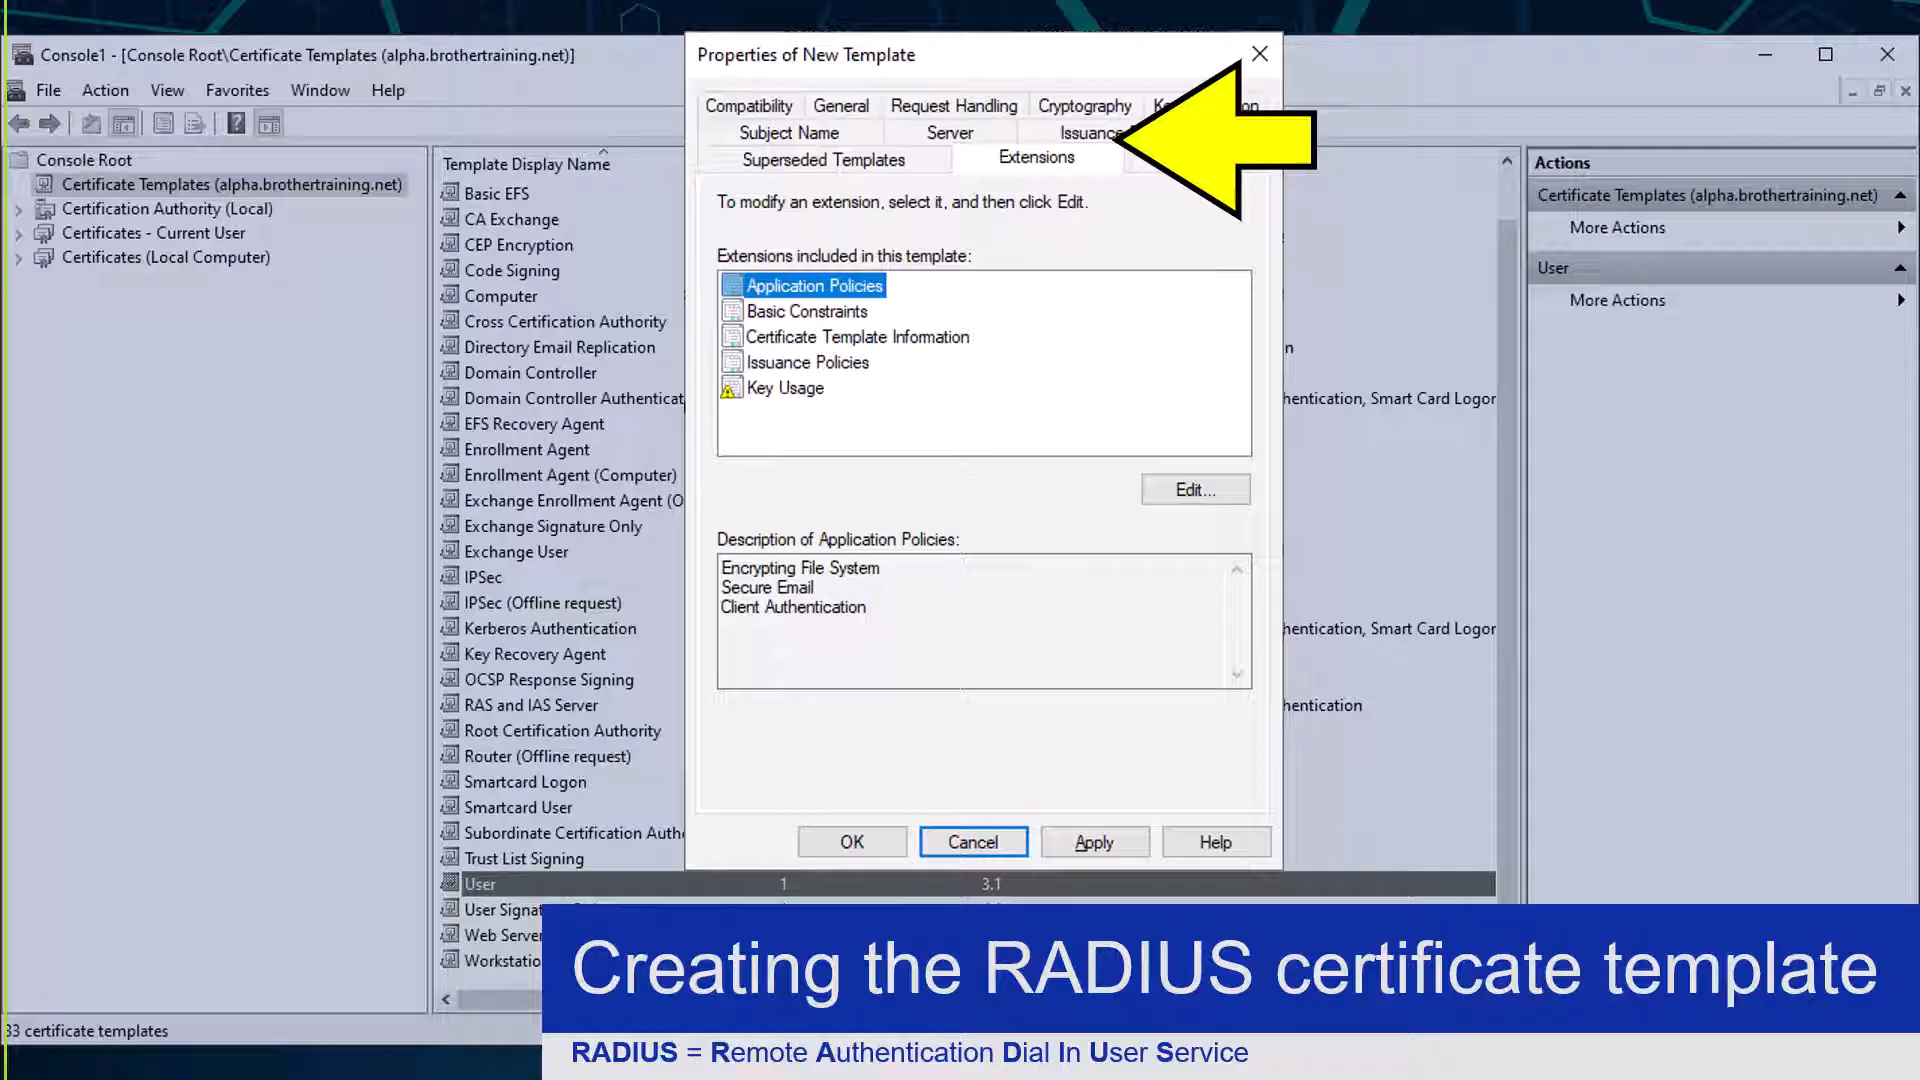 Console1 - [Console Root\Certificate Templates (alpha.brothertraining.net)]
File Action View Favorites Window Help
Console Root
Certificate Templates (alpha.brothertraining.net)
Certification Authority (Local)
Certificates - Current User
Certificates (Local Computer)
Template Display Name
Basic EFS
CA Exchange
CEP Encryption
Code Signing
Computer
Cross Certification Authority
Directory Email Replication
Domain Controller
Domain Controller Authenticat
EFS Recovery Agent
Enrollment Agent
Enrollment Agent (Computer)
Exchange Enrollment Agent (O
Exchange Signature Only
Exchange User
IPSec
IPSec (Offline request)
Kerberos Authentication
Key Recovery Agent
OCSP Response Signing
RAS and IAS Server
Root Certification Authority
Router (Offline request)
Smartcard Logon
Smartcard User
Subordinate Certification Auth
Trust List Signing
User 1 3.1
User Signat
Web Server
Workstatio
33 certificate templates
Properties of New Template
Compatibility General Request Handling Cryptography
Subject Name Server Issuance
Superseded Templates Extensions
To modify an extension, select it, and then click Edit.
Extensions included in this template:
Application Policies
Basic Constraints
Certificate Template Information
Issuance Policies
Key Usage
Edit...
Description of Application Policies:
Encrypting File System
Secure Email
Client Authentication
OK Cancel Apply Help
hentication, Smart Card Logor
hentication, Smart Card Logor
hentication
Actions
Certificate Templates (alpha.brothertraining.net)
More Actions
User
More Actions
Creating the RADIUS certificate template
RADIUS = Remote Authentication Dial In User Service